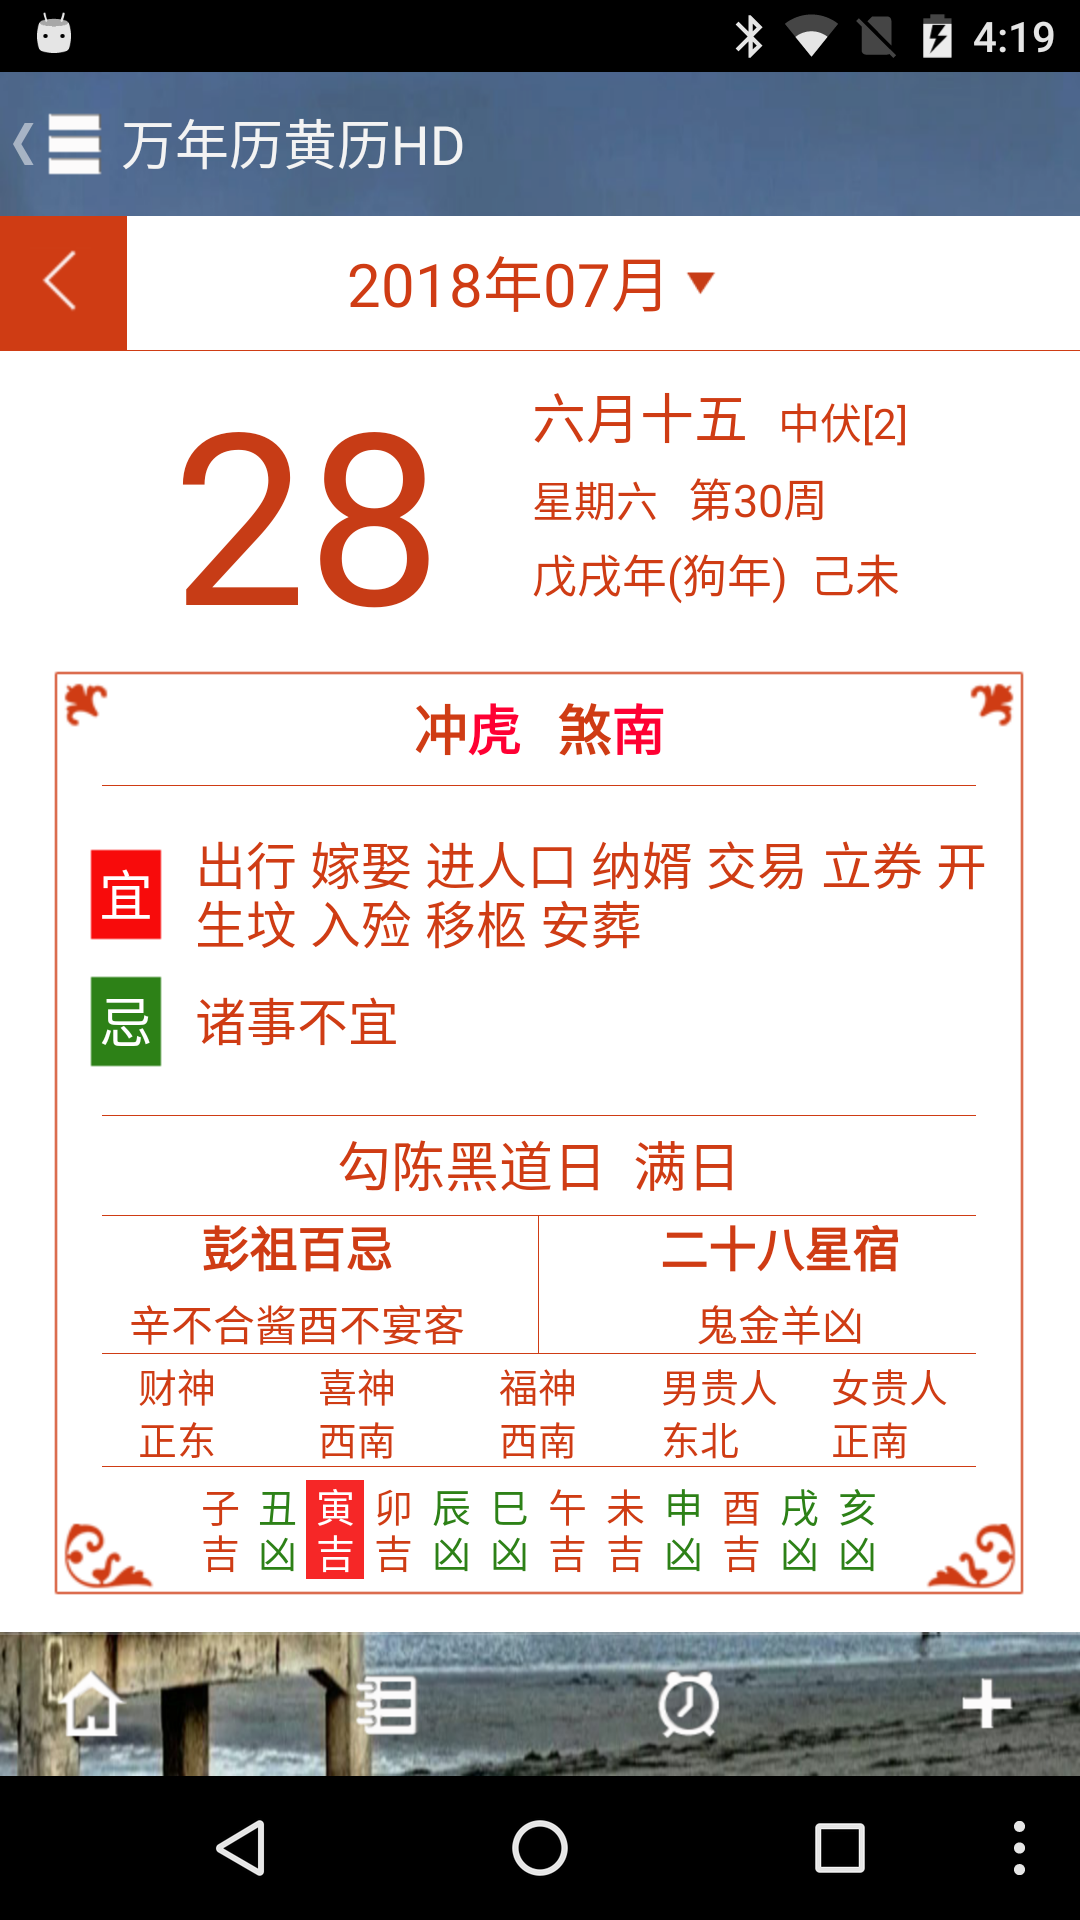 4:19
万年历黄历HD
2018年07月
28
六月十五 中伏[2]
星期六 第30周
戊戌年(狗年) 己未
冲虎 煞南
宜
出行 嫁娶 进人口 纳婿 交易 立券 开
生坟 入殓 移柩 安葬
忌
诸事不宜
勾陈黑道日 满日
彭祖百忌
辛不合酱酉不宴客
二十八星宿
鬼金羊凶
财神 喜神 福神 男贵人 女贵人
正东 西南 西南 东北 正南
子 丑 寅 卯 辰 巳 午 未 申 酉 戌 亥
吉 凶 吉 吉 凶 凶 吉 吉 凶 吉 凶 凶